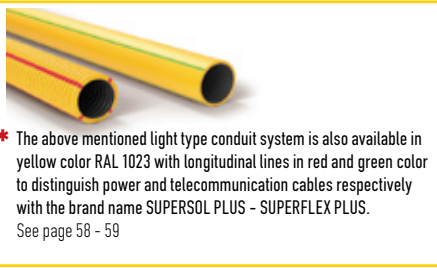 * The above mentioned light type conduit system is also available in
yellow color RAL 1023 with longitudinal lines in red and green color
to distinguish power and telecommunication cables respectively
with the brand name SUPERSOL PLUS - SUPERFLEX PLUS.
See page 58 - 59